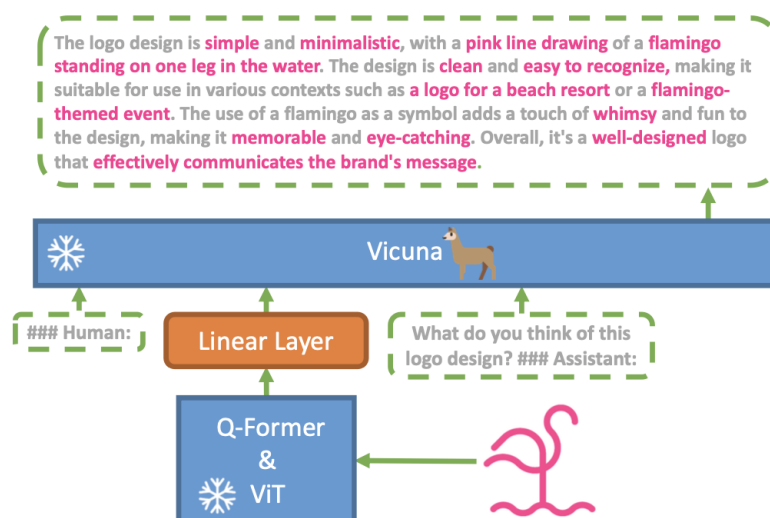 The logo design is simple and minimalistic, with a pink line drawing of a flamingo
standing on one leg in the water. The design is clean and easy to recognize, making it
suitable for use in various contexts such as a logo for a beach resort or a flamingo-
themed event. The use of a flamingo as a symbol adds a touch of whimsy and fun to
the design, making it memorable and eye-catching. Overall, it's a well-designed logo
that effectively communicates the brand's message.
Vicuna
### Human:
Linear Layer
What do you think of this
logo design? ### Assistant:
Q-Former
&
ViT